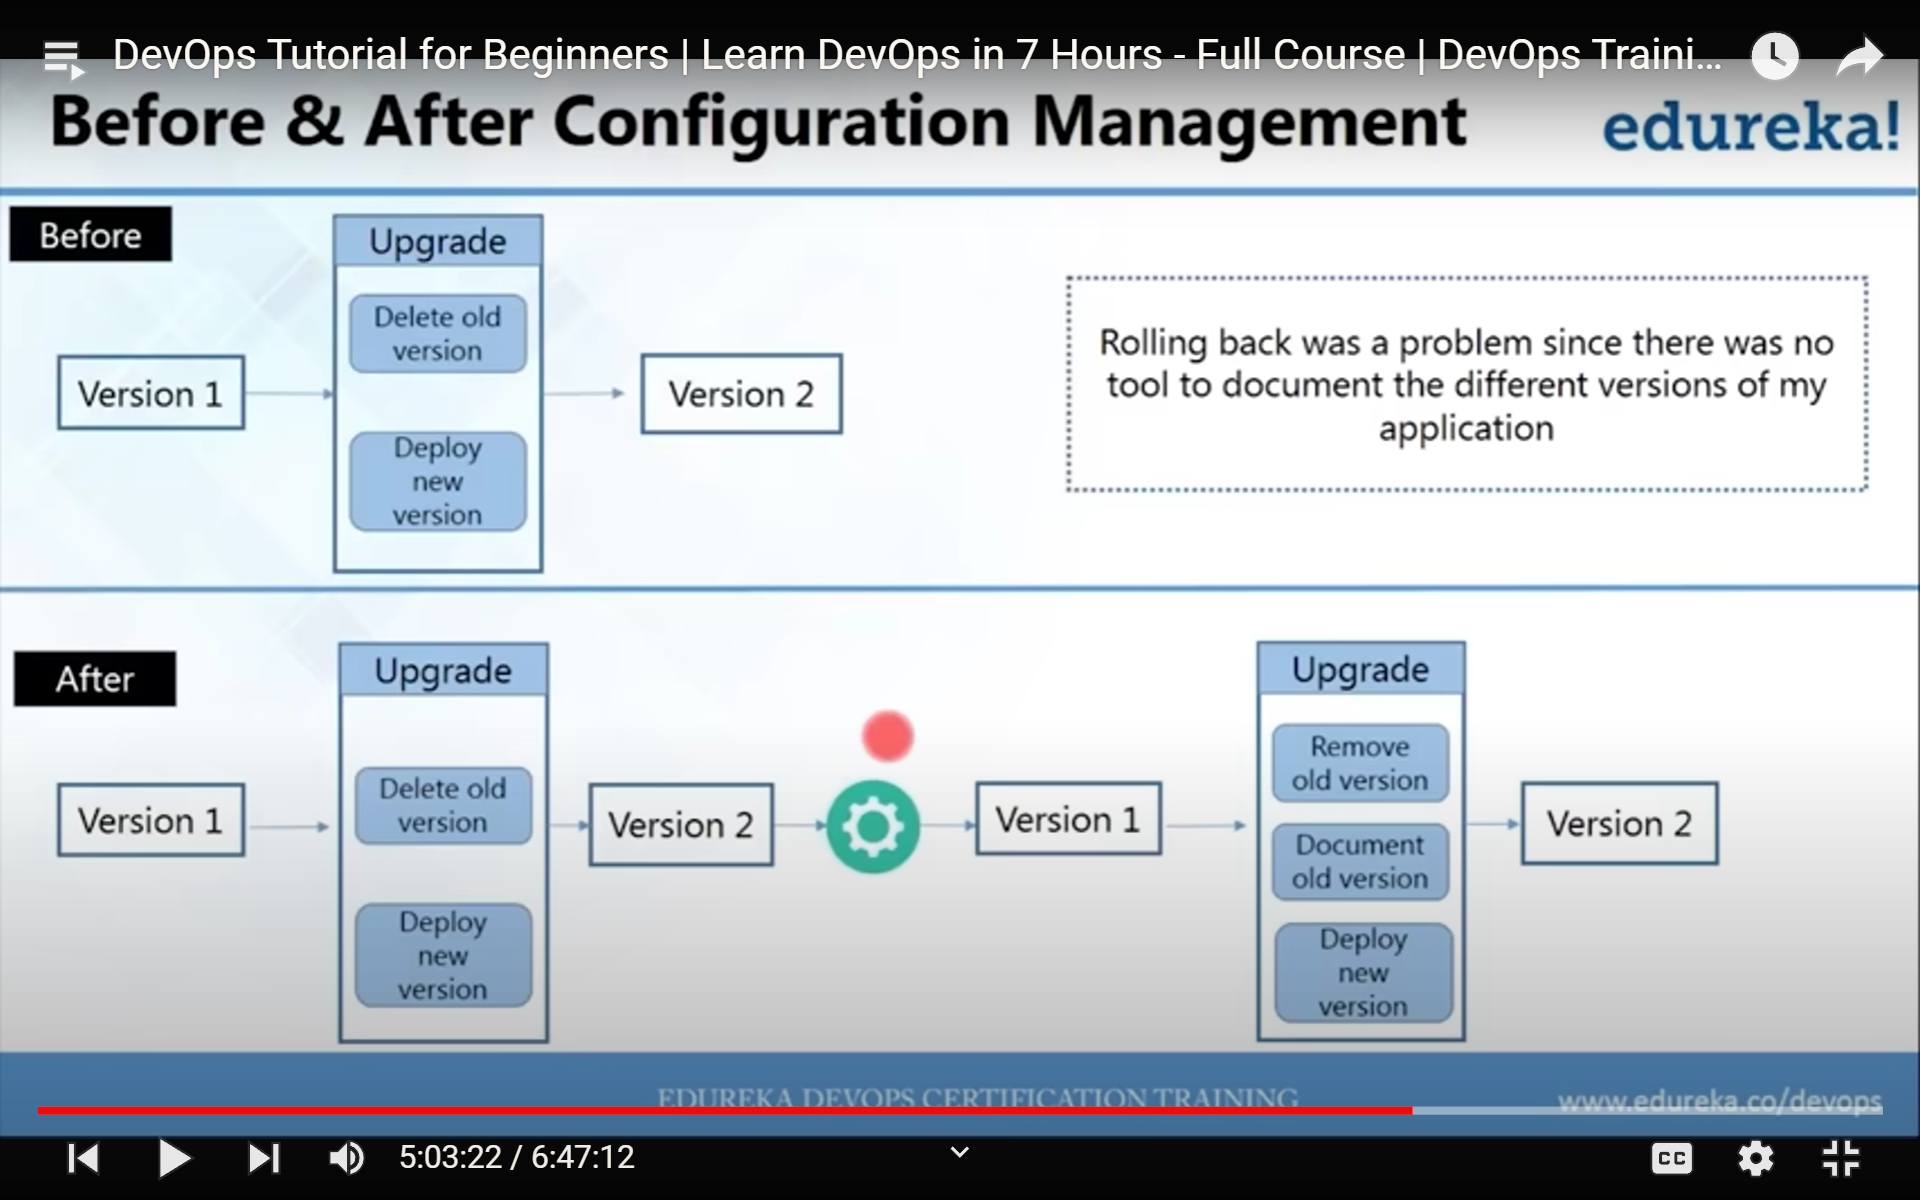 DevOps Tutorial for Beginners | Learn DevOps in 7 Hours - Full Course | DevOps Traini...
Before & After Configuration Management
edureka!
Before
Upgrade
Delete old
version
Version 1
Version 2
Deploy
new
version
Rolling back was a problem since there was no
tool to document the different versions of my
application
After
Upgrade
Delete old
version
Version 1
Version 2
Deploy
new
version
Version 1
Upgrade
Remove
old version
Document
old version
Deploy
new
version
Version 2
EDUREKA DEVOPS CERTIFICATION TRAINING
www.edureka.co/devops
5:03:22 / 6:47:12
CC